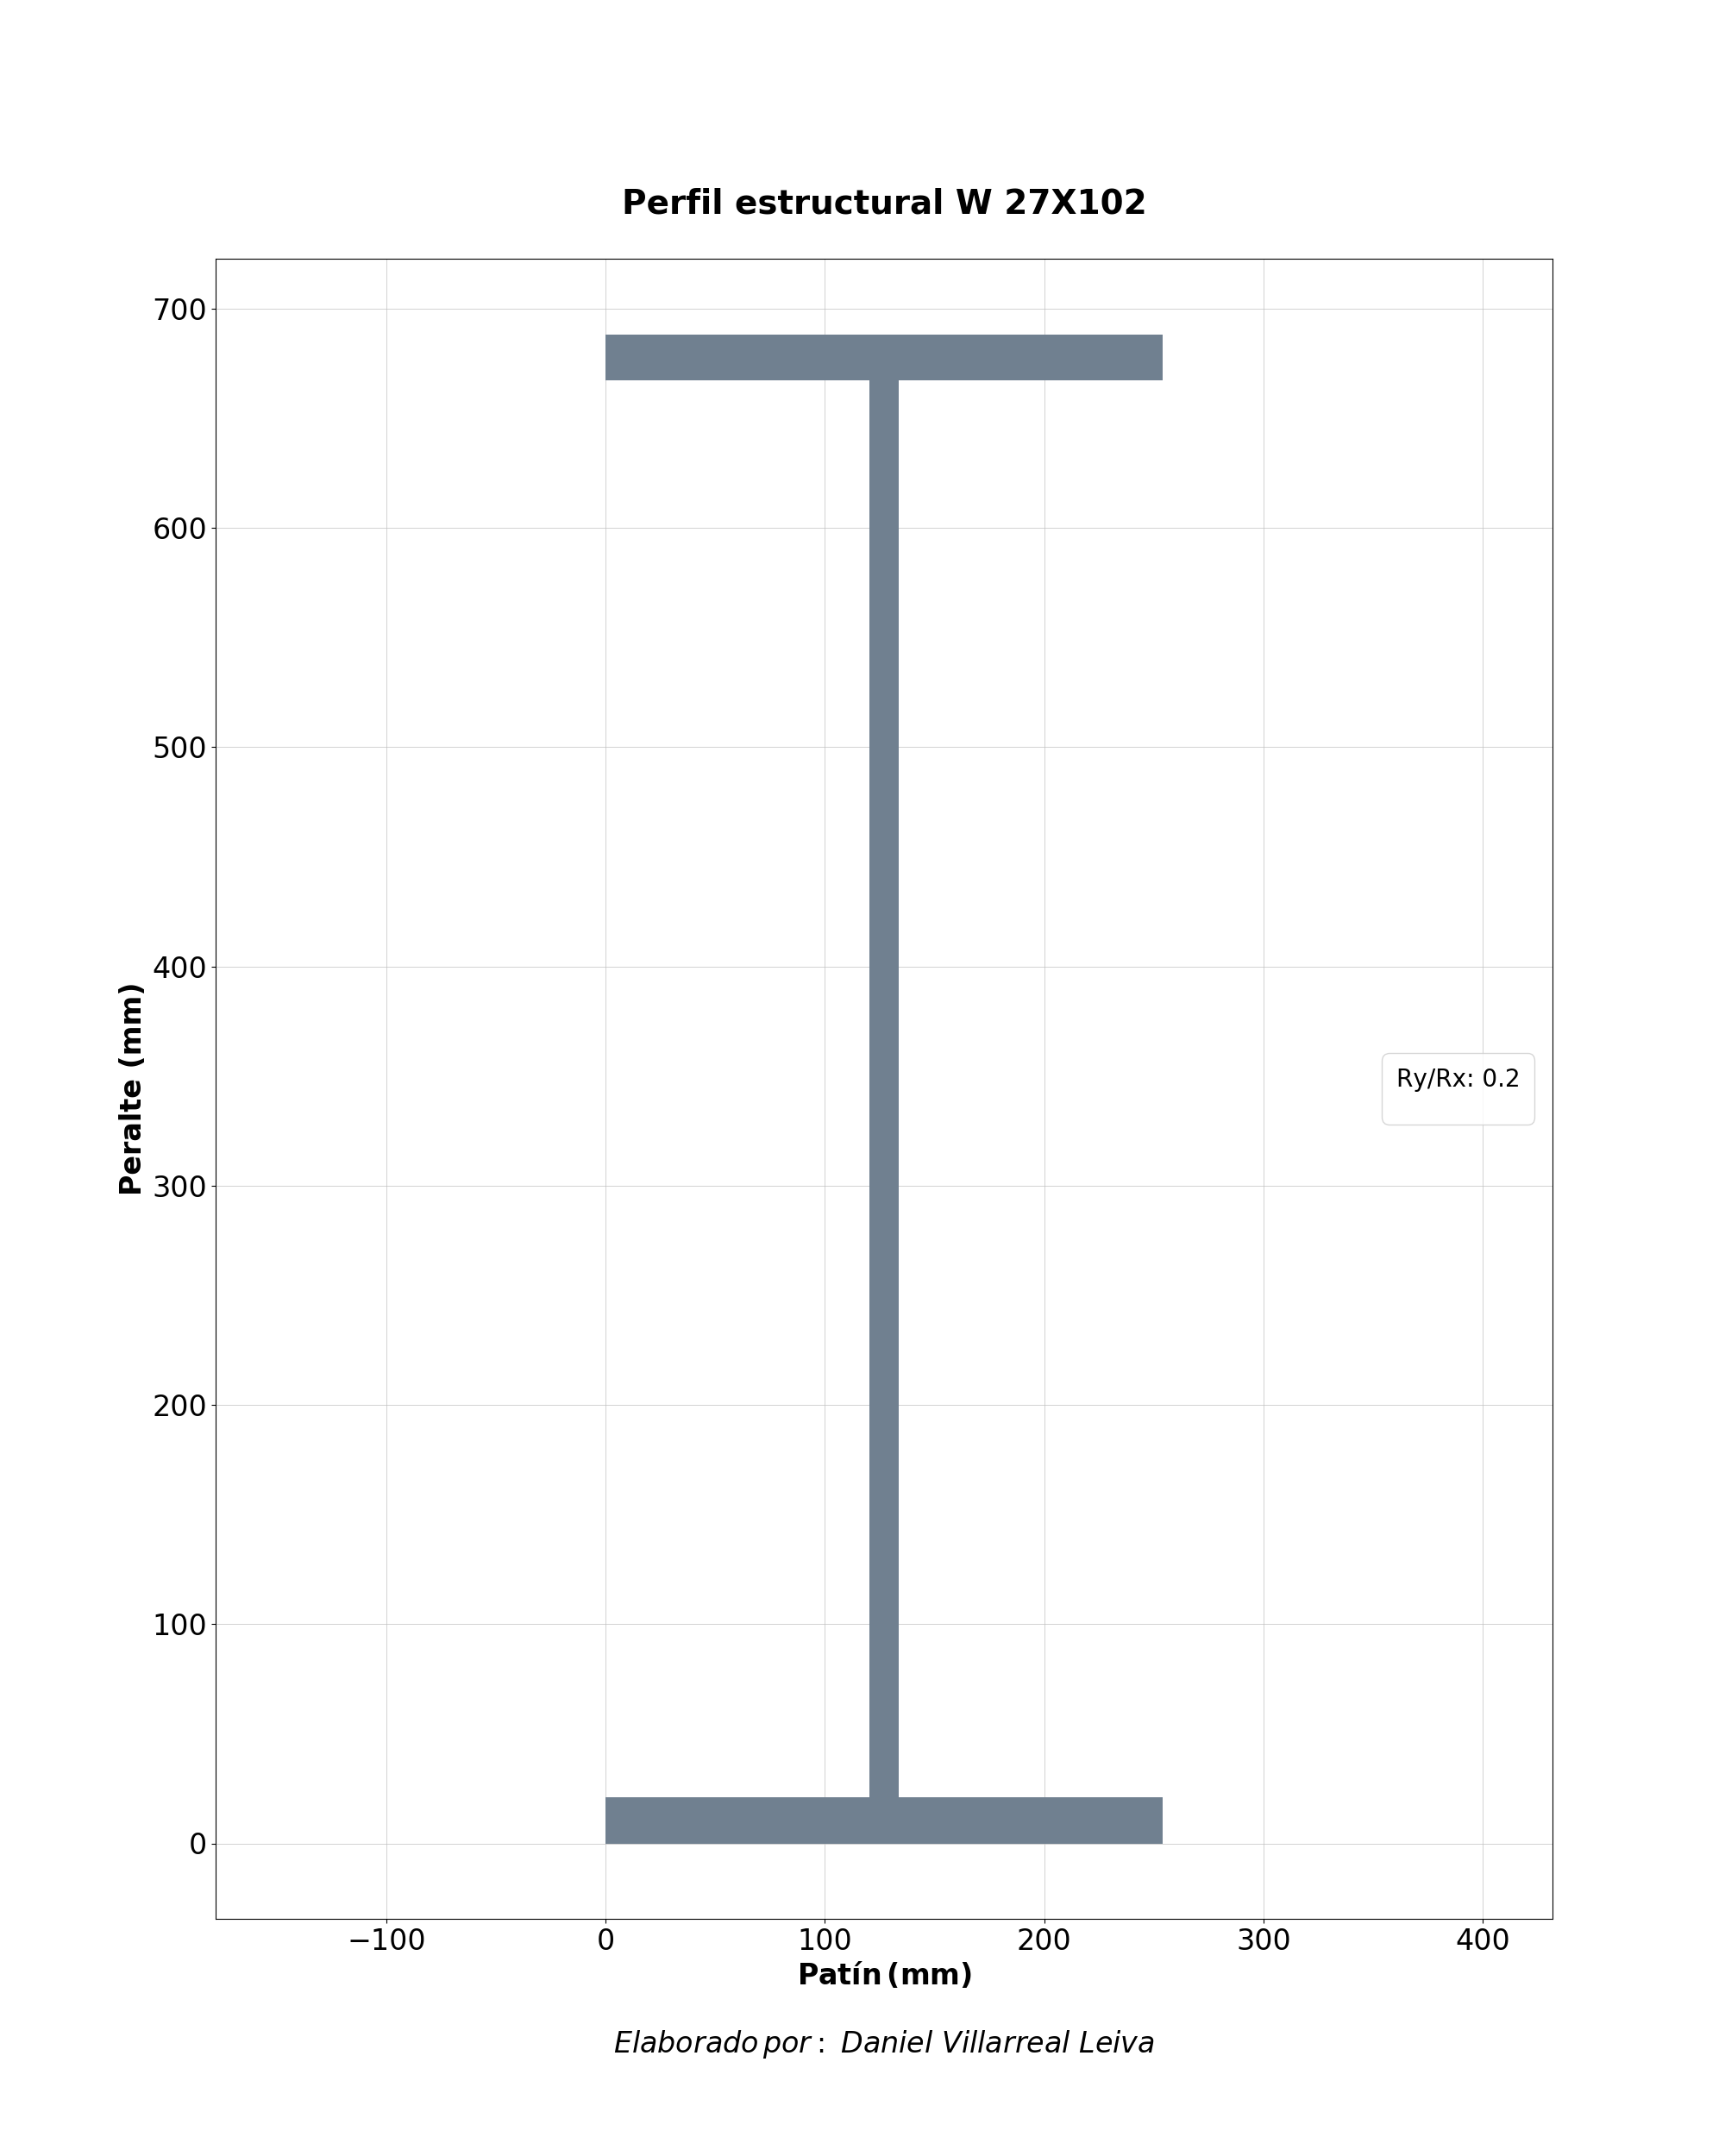 Perfil estructural W 27X102
700
600
500
400
300
200
100
0
Peralte (mm)
Ry/Rx: 0.2
−100 0 100 200 300 400
Patín (mm)
Elaborado por: Daniel Villarreal Leiva